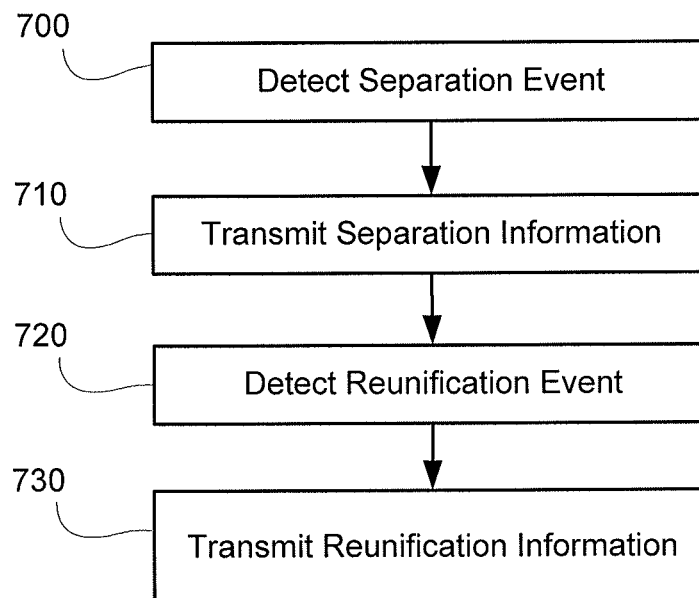 700
Detect Separation Event
710
Transmit Separation Information
720
Detect Reunification Event
730
Transmit Reunification Information